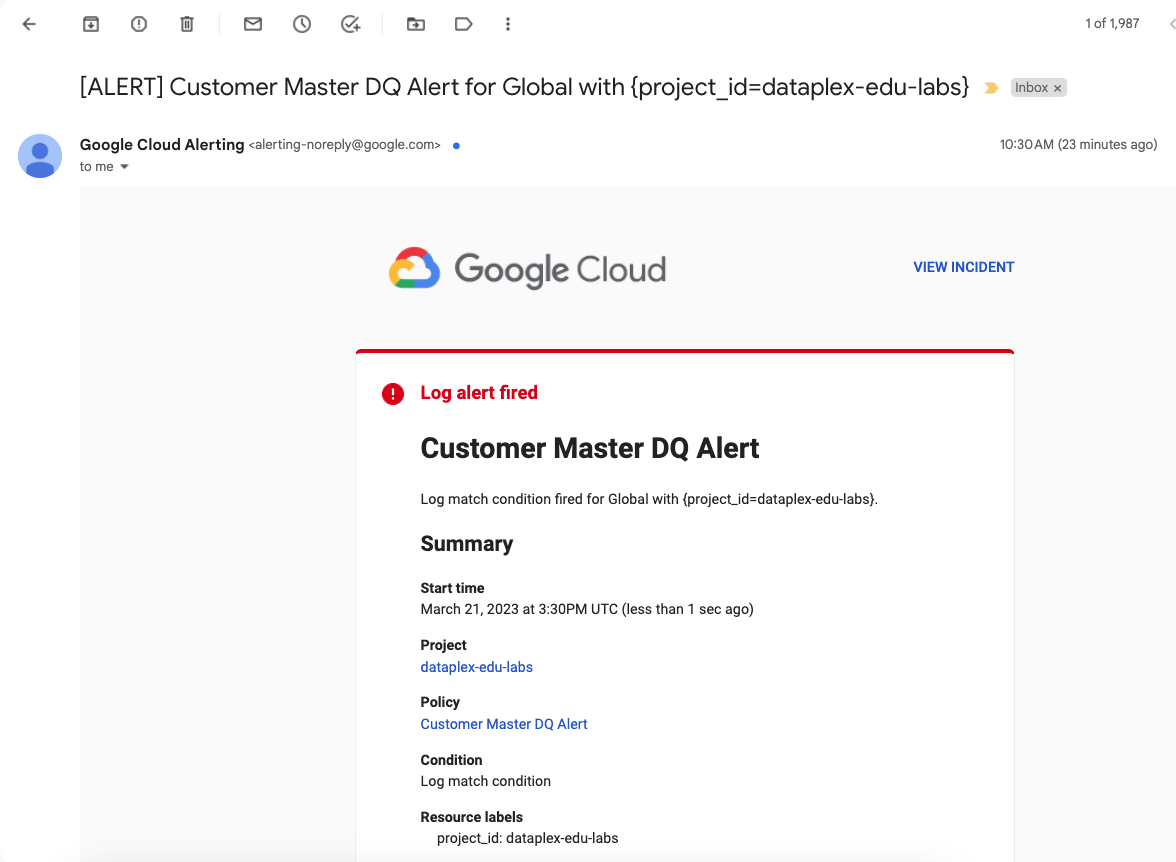 1 of 1,987
[ALERT] Customer Master DQ Alert for Global with {project_id=dataplex-edu-labs}
Inbox ×
Google Cloud Alerting <alerting-noreply@google.com>
10:30 AM (23 minutes ago)
to me
Google Cloud
VIEW INCIDENT
Log alert fired
Customer Master DQ Alert
Log match condition fired for Global with {project_id=dataplex-edu-labs}.
Summary
Start time
March 21, 2023 at 3:30PM UTC (less than 1 sec ago)
Project
dataplex-edu-labs
Policy
Customer Master DQ Alert
Condition
Log match condition
Resource labels
project_id: dataplex-edu-labs